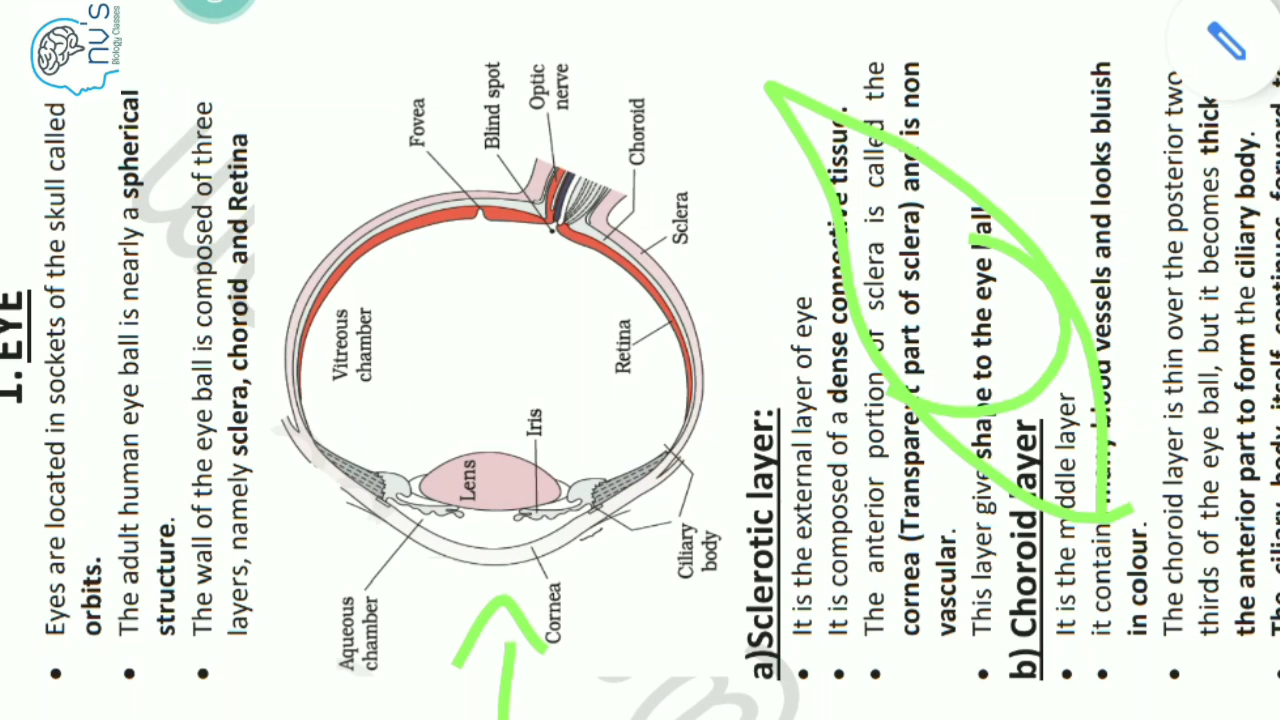 nv's
Biology Classes
1. EYE
• Eyes are located in sockets of the skull called
orbits.
• The adult human eye ball is nearly a spherical
structure.
• The wall of the eye ball is composed of three
layers, namely sclera, choroid and Retina
Fovea
Blind spot
Optic
nerve
Choroid
Sclera
Vitreous
chamber
Retina
Iris
Lens
Aqueous
chamber
Cornea
Ciliary
body
a)Sclerotic layer:
• It is the external layer of eye
• It is composed of a dense connective tissue.
• The anterior portion of sclera is called the
cornea (Transparent part of sclera) and is non
vascular.
• This layer give shape to the eye ball
b) Choroid layer
• It is the middle layer
• it contain many blood vessels and looks bluish
in colour.
• The choroid layer is thin over the posterior two
thirds of the eye ball, but it becomes thick
the anterior part to form the ciliary body.